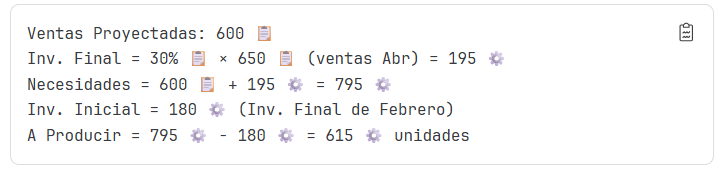 Ventas Proyectadas: 600 📋
Inv. Final = 30% 📋 × 650 📋 (ventas Abr) = 195 ⚙️
Necesidades = 600 📋 + 195 ⚙️ = 795 ⚙️
Inv. Inicial = 180 ⚙️ (Inv. Final de Febrero)
A Producir = 795 ⚙️ - 180 ⚙️ = 615 ⚙️ unidades